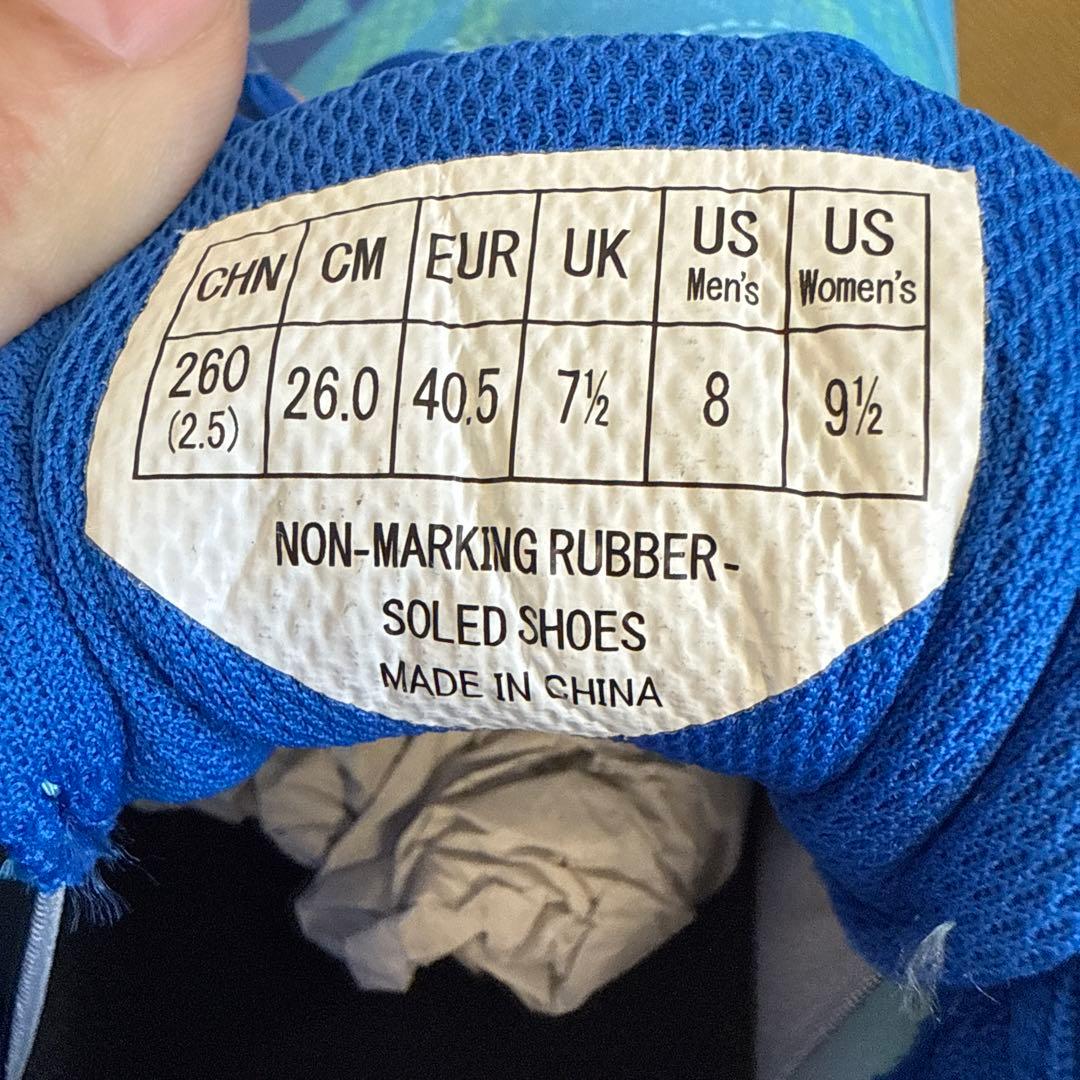 CHN CM EUR UK US Men's US Women's
260 (2.5) 26.0 40.5 7½ 8 9½
NON-MARKING RUBBER-
SOLED SHOES
MADE IN CHINA